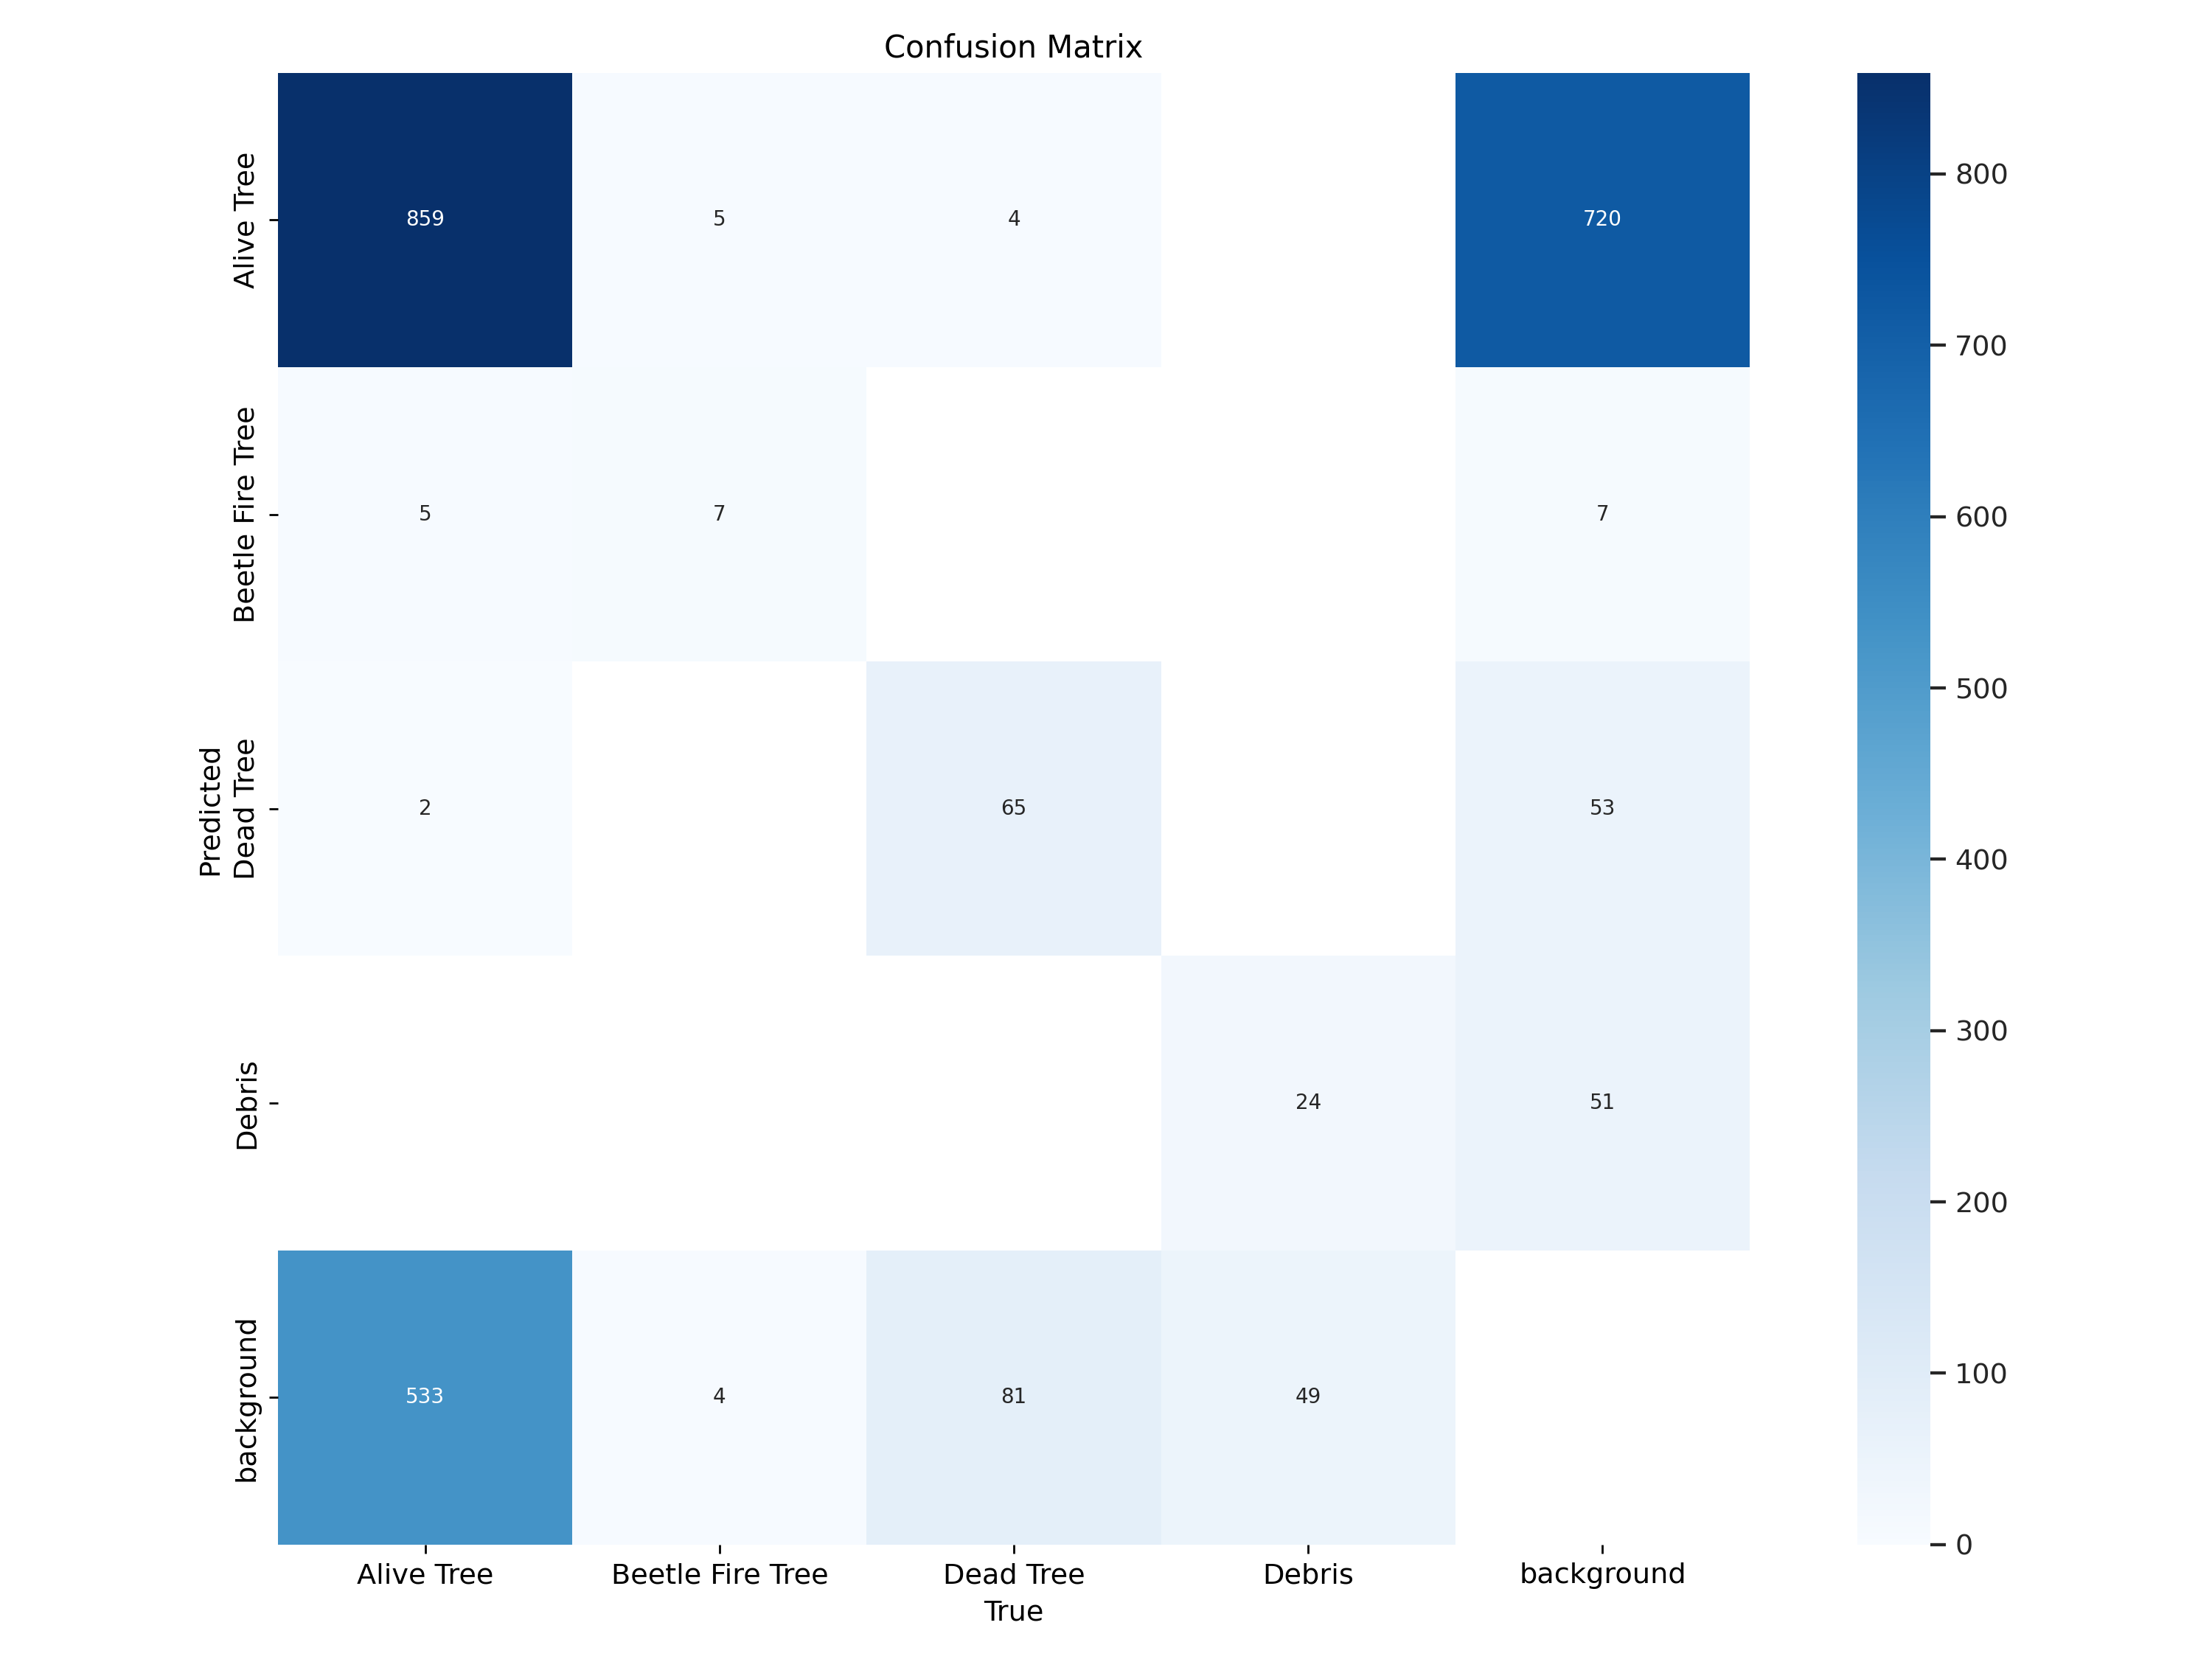 Confusion Matrix
Alive Tree
859
5
4
720
800
700
Beetle Fire Tree
5
7
7
600
500
Predicted
Dead Tree
2
65
53
400
300
Debris
24
51
200
100
background
533
4
81
49
0
Alive Tree
Beetle Fire Tree
Dead Tree
Debris
background
True